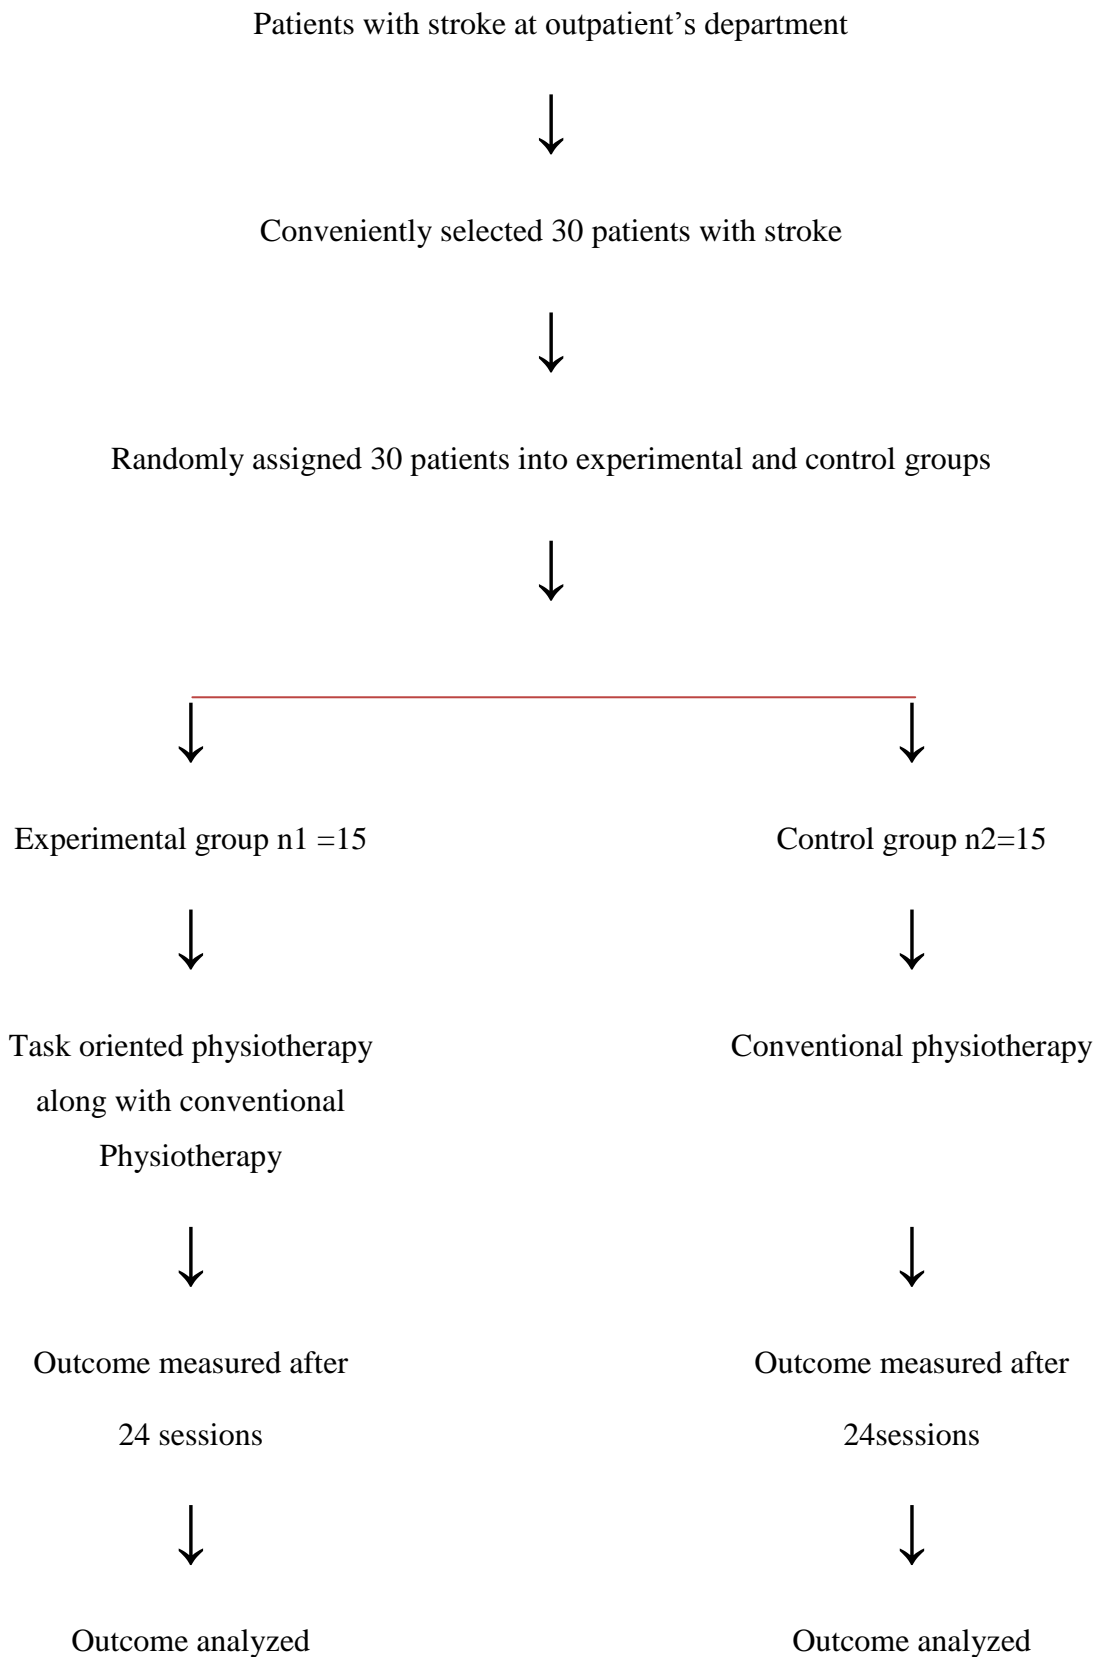 Patients with stroke at outpatient’s department
Conveniently selected 30 patients with stroke
Randomly assigned 30 patients into experimental and control groups
Experimental group n1 =15
Control group n2=15
Task oriented physiotherapy
along with conventional
Physiotherapy
Conventional physiotherapy
Outcome measured after
24 sessions
Outcome measured after
24sessions
Outcome analyzed
Outcome analyzed